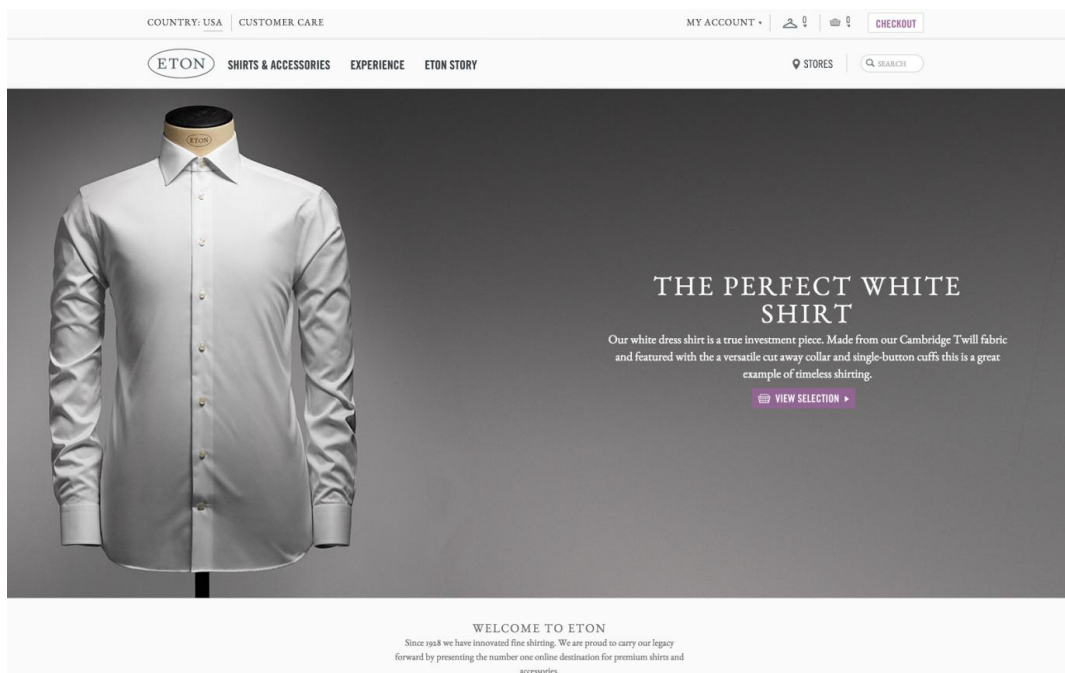 COUNTRY: USA CUSTOMER CARE MY ACCOUNT 0 0 CHECKOUT
ETON SHIRTS & ACCESSORIES EXPERIENCE ETON STORY STORES SEARCH
ETON
THE PERFECT WHITE
SHIRT
Our white dress shirt is a true investment piece. Made from our Cambridge Twill fabric
and featured with the a versatile cut away collar and single-button cuffs this is a great
example of timeless shirting.
VIEW SELECTION
WELCOME TO ETON
Since 1928 we have innovated fine shirting. We are proud to carry our legacy
forward by presenting the number one online destination for premium shirts and
accessories.